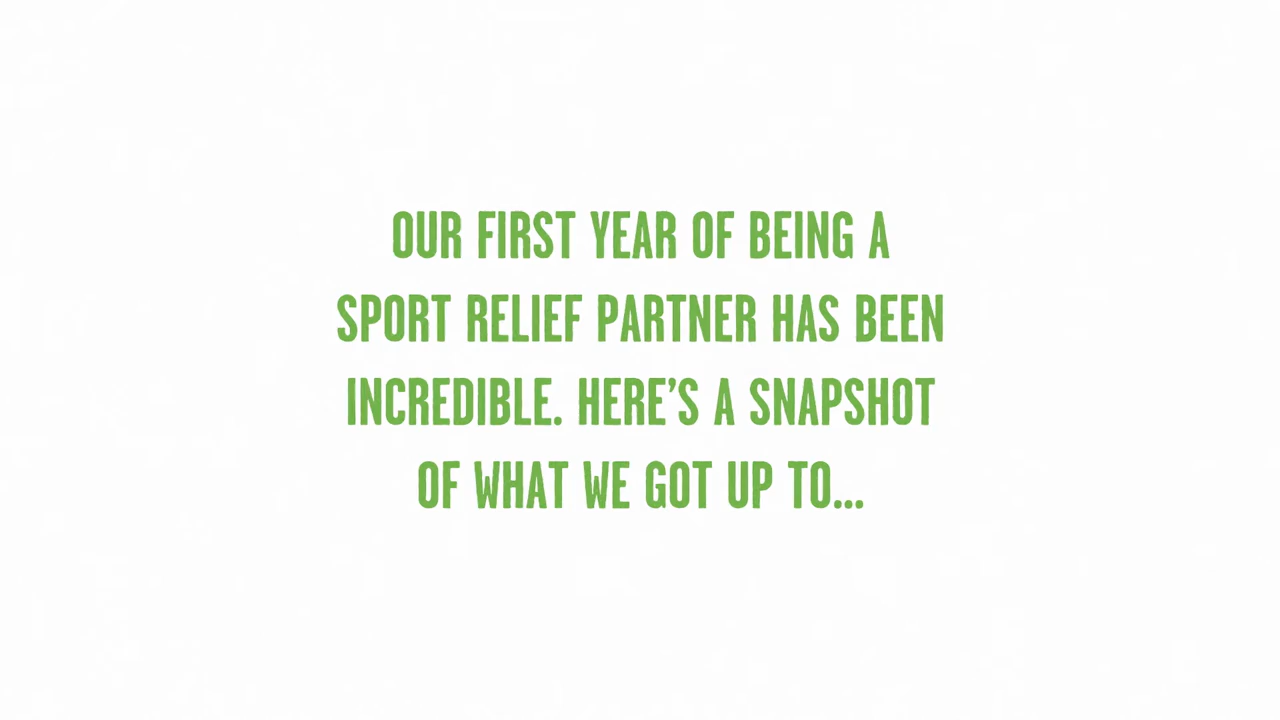 OUR FIRST YEAR OF BEING A
SPORT RELIEF PARTNER HAS BEEN
INCREDIBLE. HERE'S A SNAPSHOT
OF WHAT WE GOT UP TO...